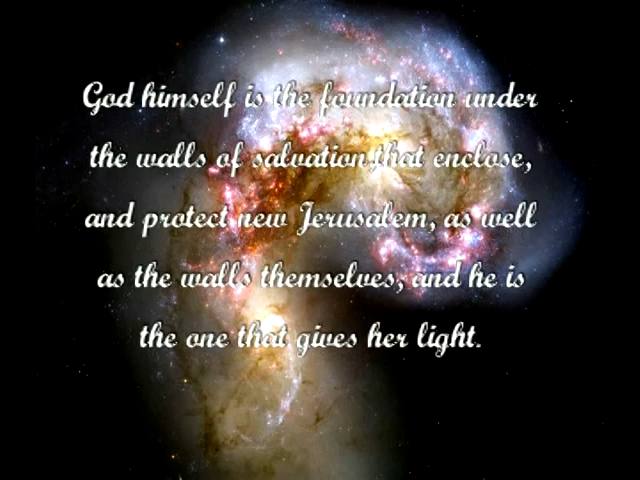 God himself is the foundation under
the walls of salvation,that enclose,
and protect new Jerusalem, as well
as the walls themselves, and he is
the one that gives her light.